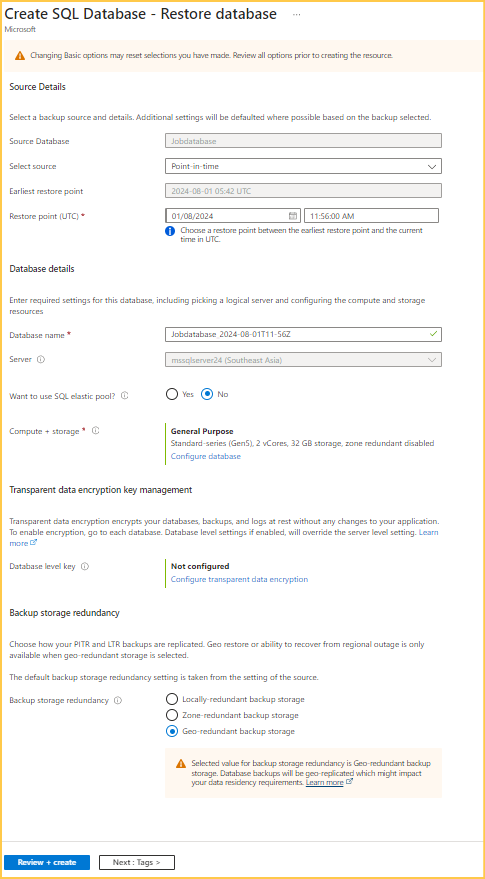 Create SQL Database - Restore database ...
Microsoft
Changing Basic options may reset selections you have made. Review all options prior to creating the resource.
Source Details
Select a backup source and details. Additional settings will be defaulted where possible based on the backup selected.
Source Database
Jobdatabase
Select source
Point-in-time
Earliest restore point
2024-08-01 05:42 UTC
Restore point (UTC) *
01/08/2024
11:56:00 AM
Choose a restore point between the earliest restore point and the current
time in UTC.
Database details
Enter required settings for this database, including picking a logical server and configuring the compute and storage
resources
Database name *
Jobdatabase_2024-08-01T11-56Z
Server
mssqlserver24 (Southeast Asia)
Want to use SQL elastic pool?
Yes
No
Compute + storage *
General Purpose
Standard-series (Gen5), 2 vCores, 32 GB storage, zone redundant disabled
Configure database
Transparent data encryption key management
Transparent data encryption encrypts your databases, backups, and logs at rest without any changes to your application.
To enable encryption, go to each database. Database level settings if enabled, will override the server level setting. Learn
more
Database level key
Not configured
Configure transparent data encryption
Backup storage redundancy
Choose how your PITR and LTR backups are replicated. Geo restore or ability to recover from regional outage is only
available when geo-redundant storage is selected.
The default backup storage redundancy setting is taken from the setting of the source.
Backup storage redundancy
Locally-redundant backup storage
Zone-redundant backup storage
Geo-redundant backup storage
Selected value for backup storage redundancy is Geo-redundant backup
storage. Database backups will be geo-replicated which might impact
your data residency requirements. Learn more
Review + create
Next : Tags >